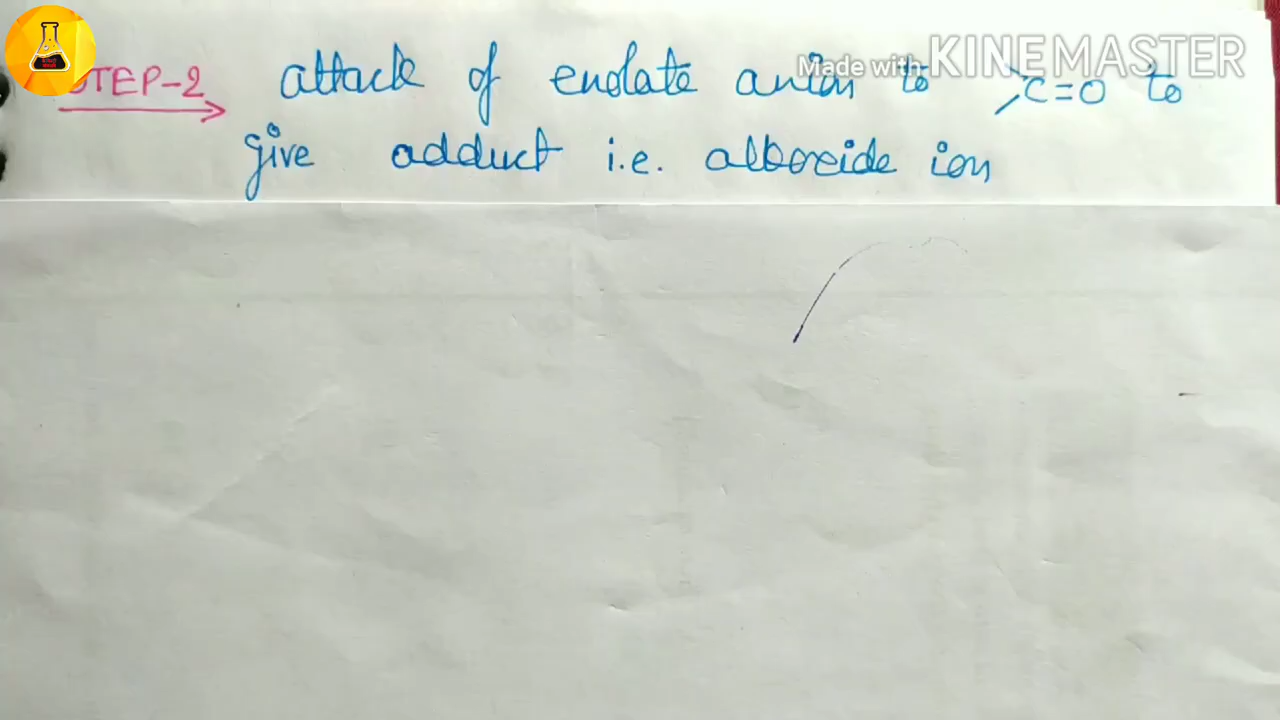 Made with KINEMASTER
STEP-2 attack of enolate anion to >C=O to
give adduct i.e. alkoxide ion